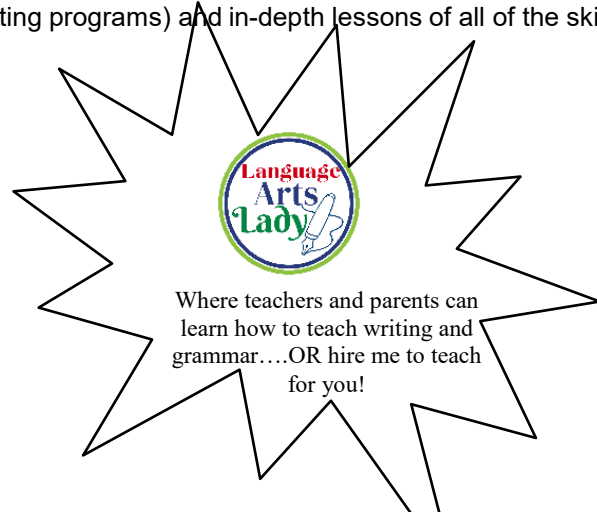 ting programs) and in-depth lessons of all of the ski
Language
Arts
Lady
Where teachers and parents can
learn how to teach writing and
grammar….OR hire me to teach
for you!